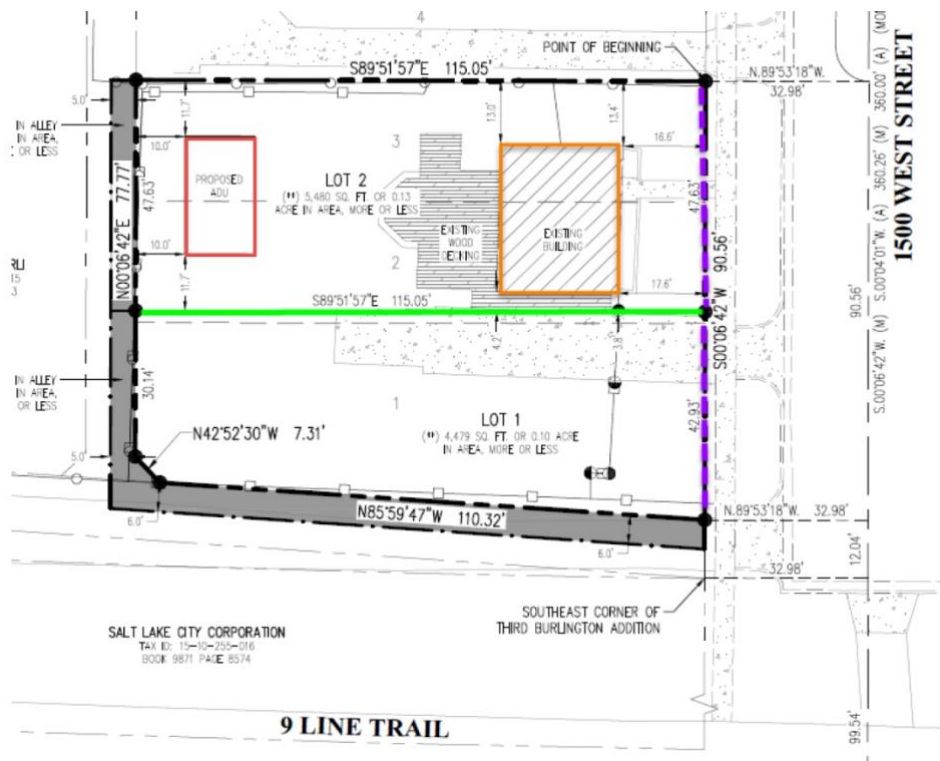 4
POINT OF BEGINNING
S89°51'57"E 115.05'
N.89°53'18"W.
32.98'
1500 WEST STREET
360.00' (A) (MO
S.00°04'01"W. (A) 360.26' (M)
S.00°06'42"W. (M)
90.56'
5.0'
IN ALLEY
IN AREA,
OR LESS
N00°06'42"E 77.77'
47.63'
11.7'
10.0'
PROPOSED
ADU
10.0'
11.7'
3
LOT 2
(**) 5,480 SQ. FT. OR 0.13
ACRE IN AREA, MORE OR LESS
13.0'
13.4'
16.6'
EXISTING
WOOD
DECKING
EXISTING
BUILDING
47.63'
S00°06'42"W 90.56'
2
17.6'
S89°51'57"E 115.05'
4.2'
3.8'
RLI
15
3
IN ALLEY
IN AREA,
OR LESS
30.14'
1
N42°52'30"W 7.31'
LOT 1
(**) 4,479 SQ. FT. OR 0.10 ACRE
IN AREA, MORE OR LESS
42.93'
5.0'
6.0'
N85°59'47"W 110.32'
6.0'
N.89°53'18"W. 32.98'
12.04'
32.98'
SOUTHEAST CORNER OF
THIRD BURLINGTON ADDITION
SALT LAKE CITY CORPORATION
TAX ID: 15-10-255-016
BOOK 9871 PAGE 8574
9 LINE TRAIL
99.54'